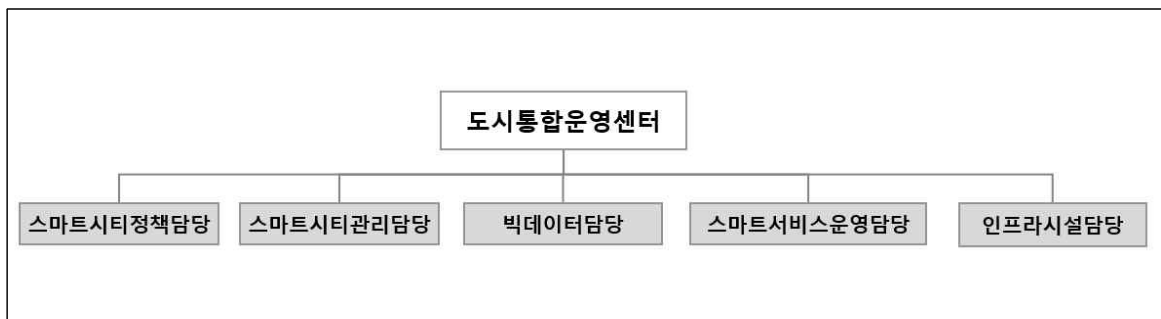 도시통합운영센터
스마트시티정책담당
스마트시티관리담당
빅데이터담당
스마트서비스운영담당
인프라시설담당